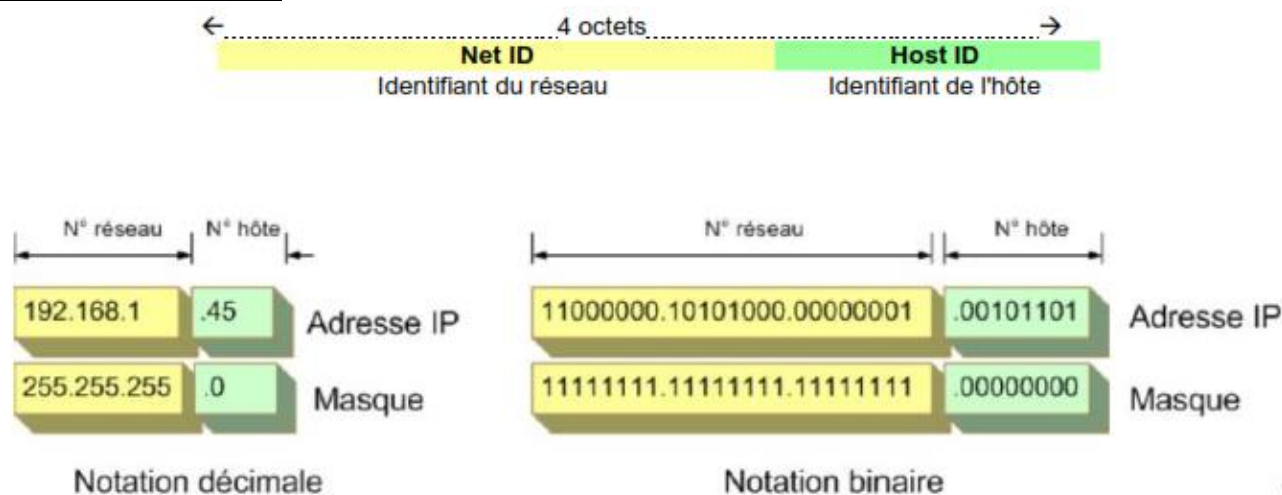 4 octets
Net ID Host ID
Identifiant du réseau Identifiant de l'hôte
N° réseau N° hôte N° réseau N° hôte
192.168.1 .45 Adresse IP 11000000.10101000.00000001 .00101101 Adresse IP
255.255.255 .0 Masque 11111111.11111111.11111111 .00000000 Masque
Notation décimale Notation binaire